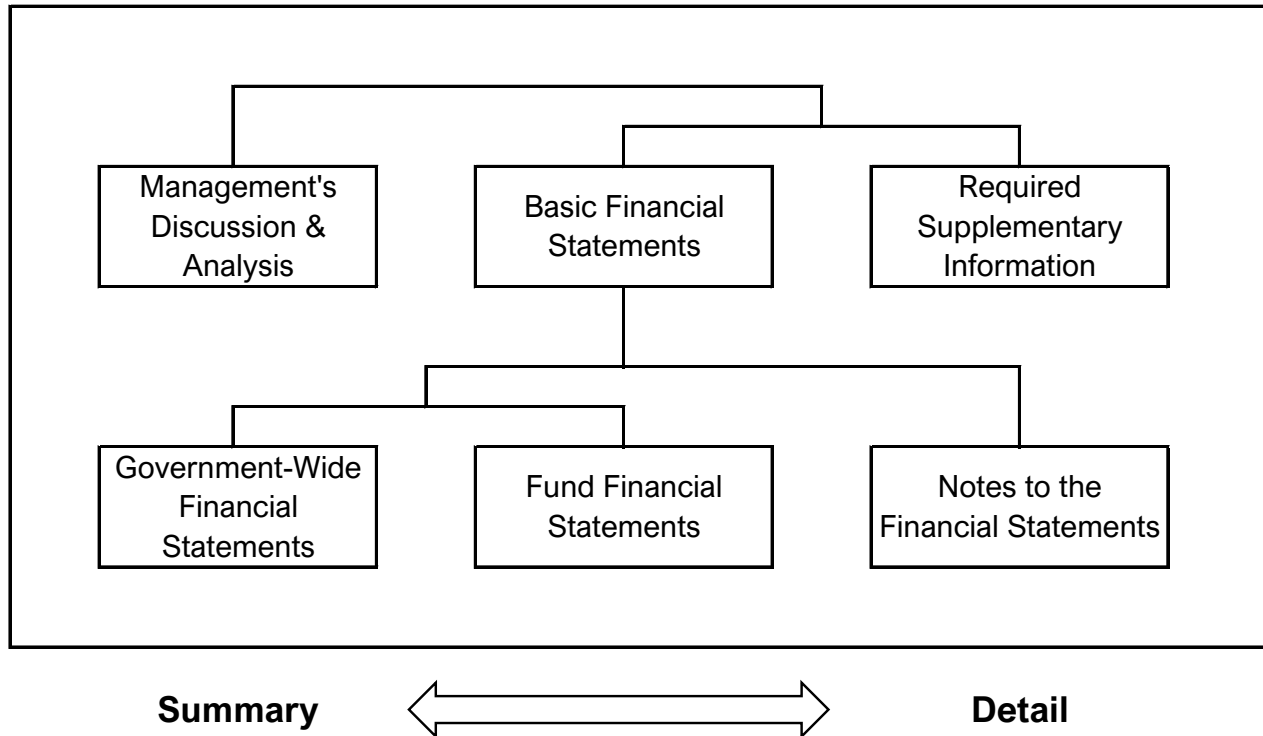 Management's
Discussion &
Analysis
Basic Financial
Statements
Required
Supplementary
Information
Government-Wide
Financial
Statements
Fund Financial
Statements
Notes to the
Financial Statements
Summary
Detail